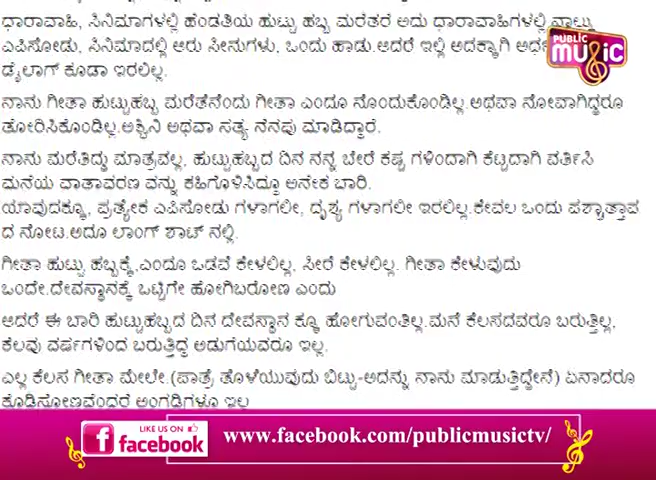 ಧಾರಾವಾಹಿ, ಸಿನಿಮಾಗಳಲ್ಲಿ ಹೆಂಡತಿಯ ಹುಟ್ಟು ಹಬ್ಬ ಮರೆತರೆ ಅದು ಧಾರಾವಾಹಿಗಳಲ್ಲಿ ನಾಲ್ಕು
ಎಪಿಸೋಡು, ಸಿನಿಮಾದಲ್ಲಿ ಆರು ಸೀನುಗಳು, ಒಂದು ಹಾಡು.ಆದರೆ ಇಲ್ಲಿ ಅದಕ್ಕಾಗಿ
ಡೈಲಾಗ್ ಕೂಡಾ ಇರಲಿಲ್ಲ.
ನಾನು ಗೀತಾ ಹುಟ್ಟುಹಬ್ಬ ಮರೆತೆನೆಂದು ಗೀತಾ ಎಂದೂ ನೊಂದುಕೊಂಡಿಲ್ಲ.ಅಥವಾ ನೋವಾಗಿದ್ದರೂ
ತೋರಿಸಿಕೊಂಡಿಲ್ಲ.ಅಶ್ವಿನಿ ಅಥವಾ ಸತ್ಯ ನೆನಪು ಮಾಡಿದ್ದಾರೆ.
ನಾನು ಮರೆತಿದ್ದು ಮಾತ್ರವಲ್ಲ, ಹುಟ್ಟುಹಬ್ಬದ ದಿನ ನನ್ನ ಬೇರೆ ಕಷ್ಟ ಗಳಿಂದಾಗಿ ಕೆಟ್ಟದಾಗಿ ವರ್ತಿಸಿ
ಮನೆಯ ವಾತಾವರಣ ವನ್ನು ಕಹಿಗೊಳಿಸಿದ್ದೂ ಅನೇಕ ಬಾರಿ.
ಯಾವುದಕ್ಕೂ, ಪ್ರತ್ಯೇಕ ಎಪಿಸೋಡು ಗಳಾಗಲೀ, ದೃಶ್ಯ ಗಳಾಗಲೀ ಇರಲಿಲ್ಲ.ಕೇವಲ ಒಂದು ಪಶ್ಚಾತ್ತಾಪ
ದ ನೋಟ.ಅದೂ ಲಾಂಗ್ ಶಾಟ್ ನಲ್ಲಿ.
ಗೀತಾ ಹುಟ್ಟು ಹಬ್ಬಕ್ಕೆ,ಎಂದೂ ಒಡವೆ ಕೇಳಲಿಲ್ಲ, ಸೀರೆ ಕೇಳಲಿಲ್ಲ. ಗೀತಾ ಕೇಳುವುದು
ಒಂದೇ.ದೇವಸ್ಥಾನಕ್ಕೆ ಒಟ್ಟಿಗೇ ಹೋಗಿಬರೋಣ ಎಂದು
ಆದರೆ ಈ ಬಾರಿ ಹುಟ್ಟುಹಬ್ಬದ ದಿನ ದೇವಸ್ಥಾನ ಕ್ಕೂ ಹೋಗುವಂತಿಲ್ಲ.ಮನೆ ಕೆಲಸದವರೂ ಬರುತ್ತಿಲ್ಲ,
ಕೆಲವು ವರ್ಷಗಳಿಂದ ಬರುತ್ತಿದ್ದ ಅಡುಗೆಯವರೂ ಇಲ್ಲ.
ಎಲ್ಲ ಕೆಲಸ ಗೀತಾ ಮೇಲೇ.(ಪಾತ್ರೆ ತೊಳೆಯುವುದು ಬಿಟ್ಟು-ಅದನ್ನು ನಾನು ಮಾಡುತ್ತಿದ್ದೇನೆ) ಏನಾದರೂ
ಕೊಡಿಸೋಣವೆಂದರೆ ಅಂಗಡಿಗಳೂ ಇಲ್ಲ
PUBLIC
MUSIC
LIKE US ON
facebook
www.facebook.com/publicmusictv/